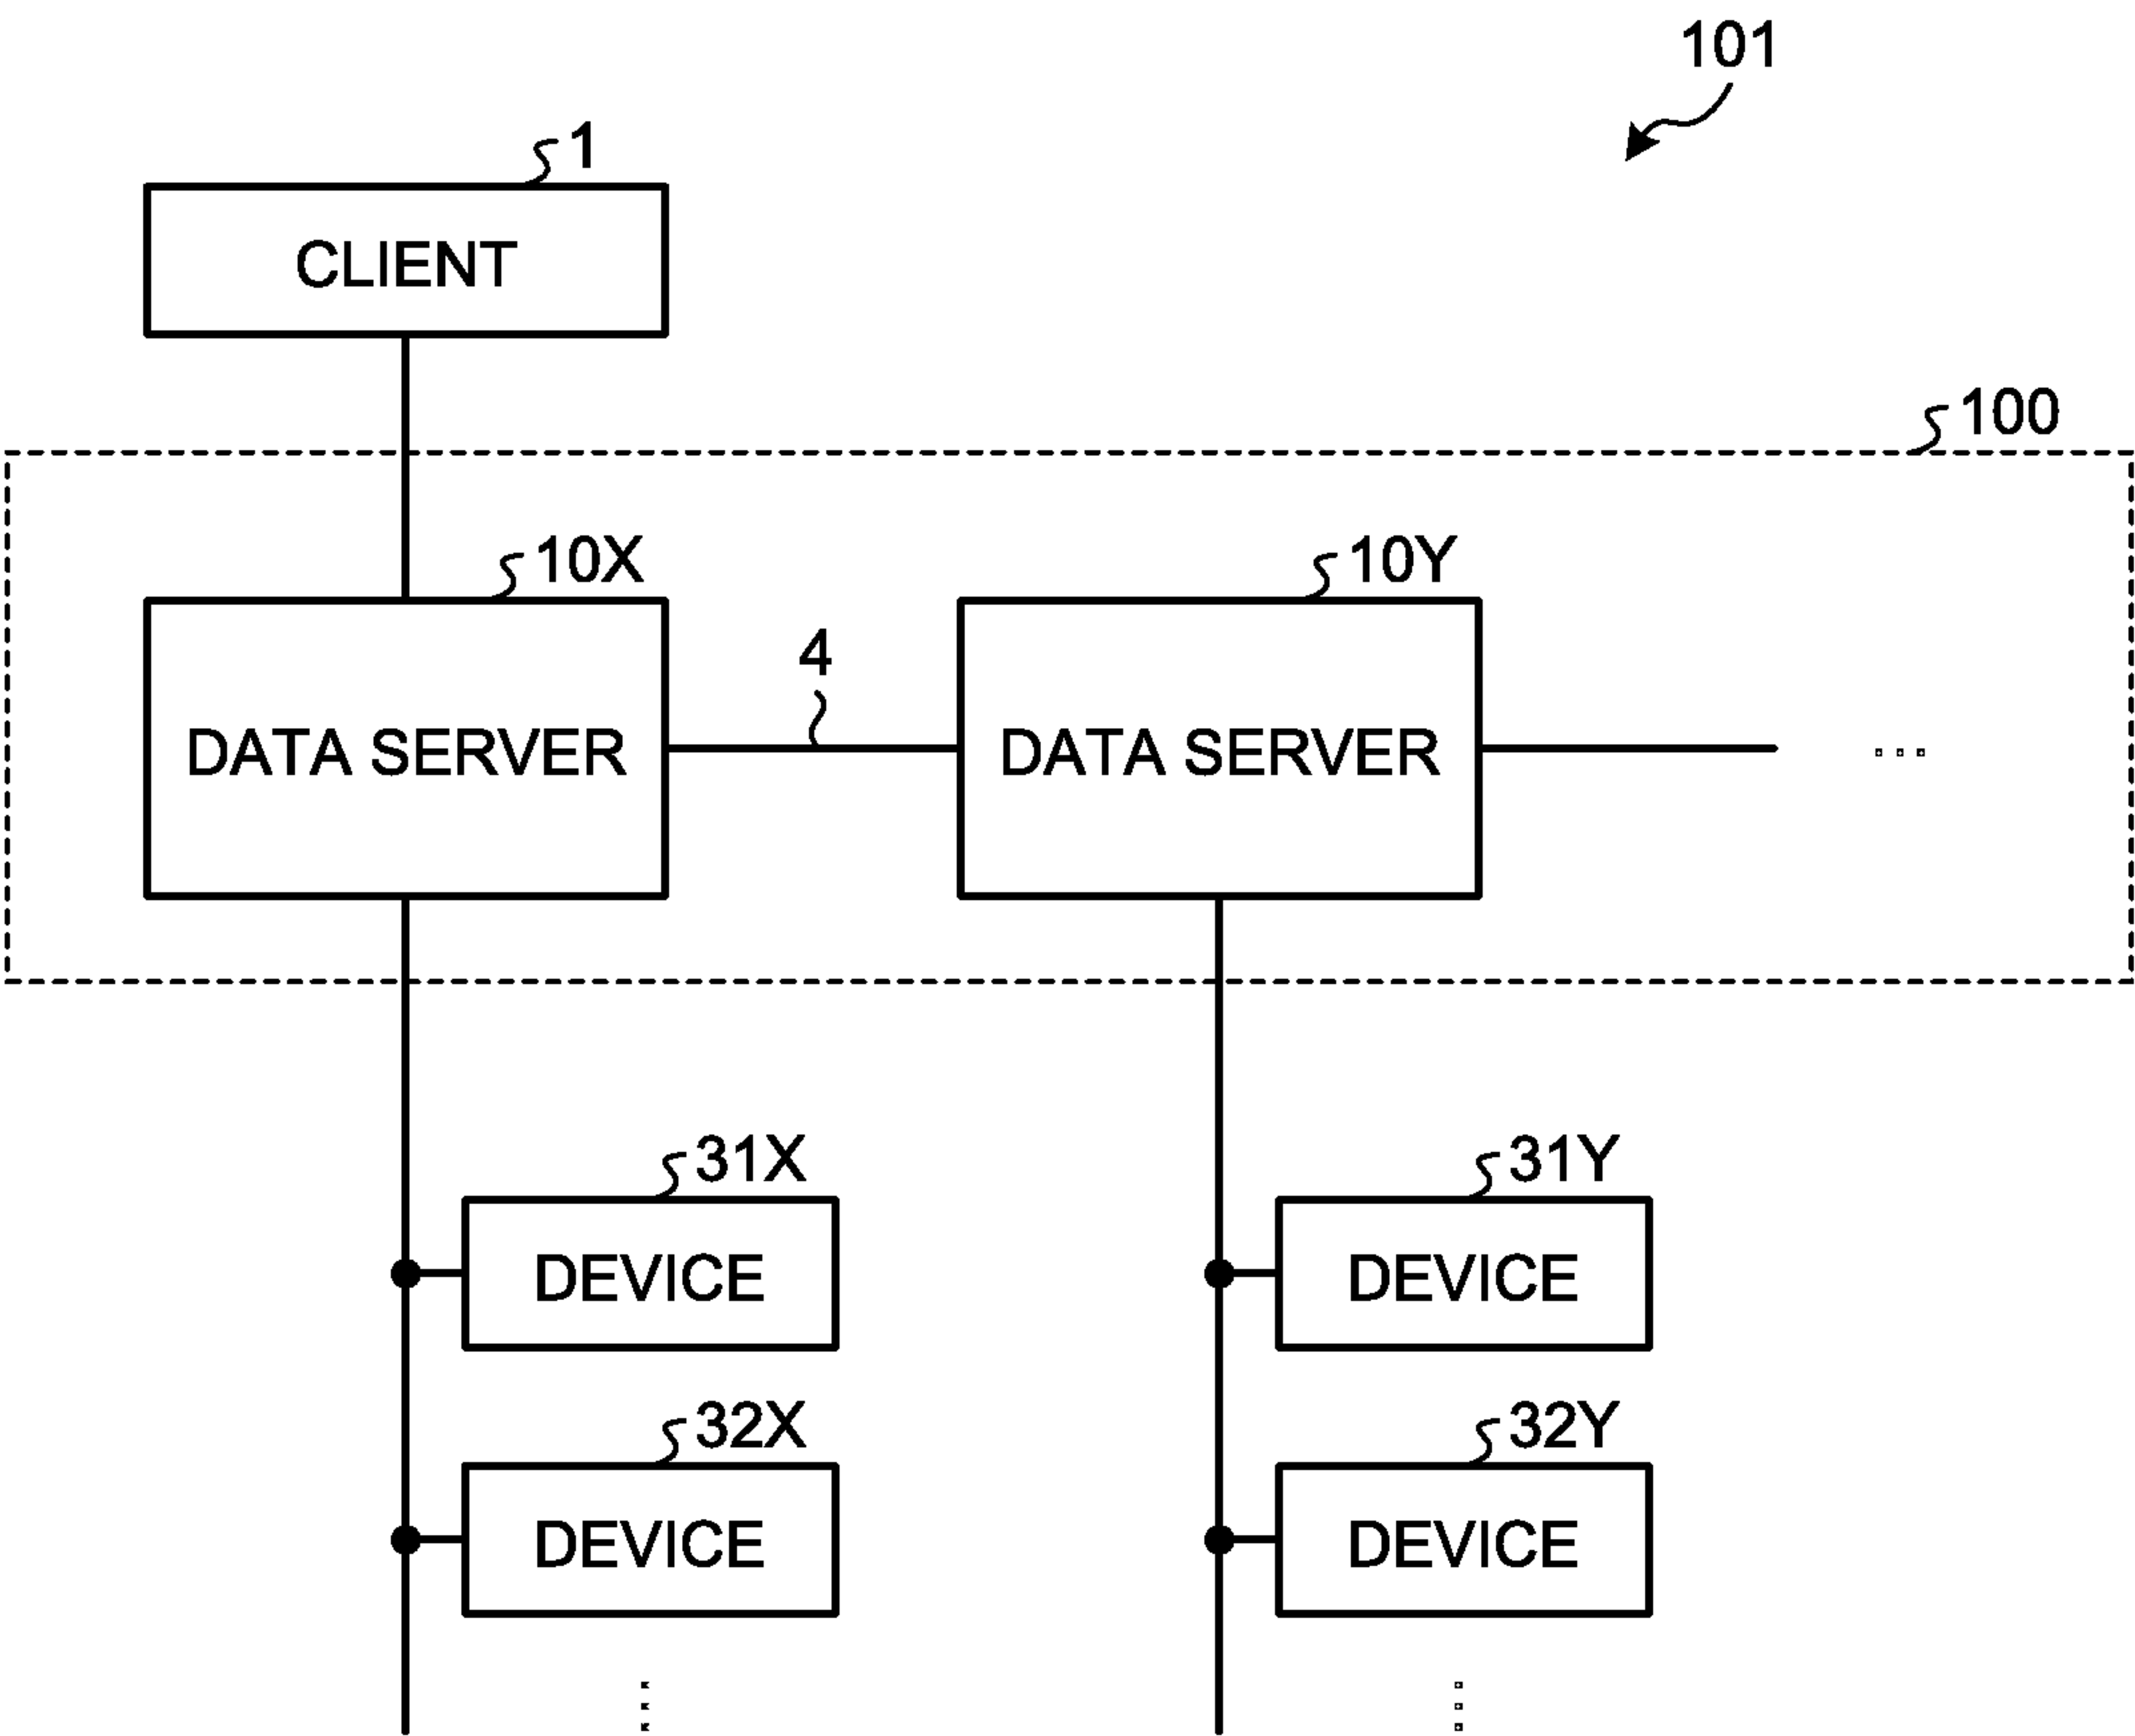 101
1
CLIENT
100
10X
10Y
4
DATA SERVER
DATA SERVER
...
31X
31Y
DEVICE
DEVICE
32X
32Y
DEVICE
DEVICE